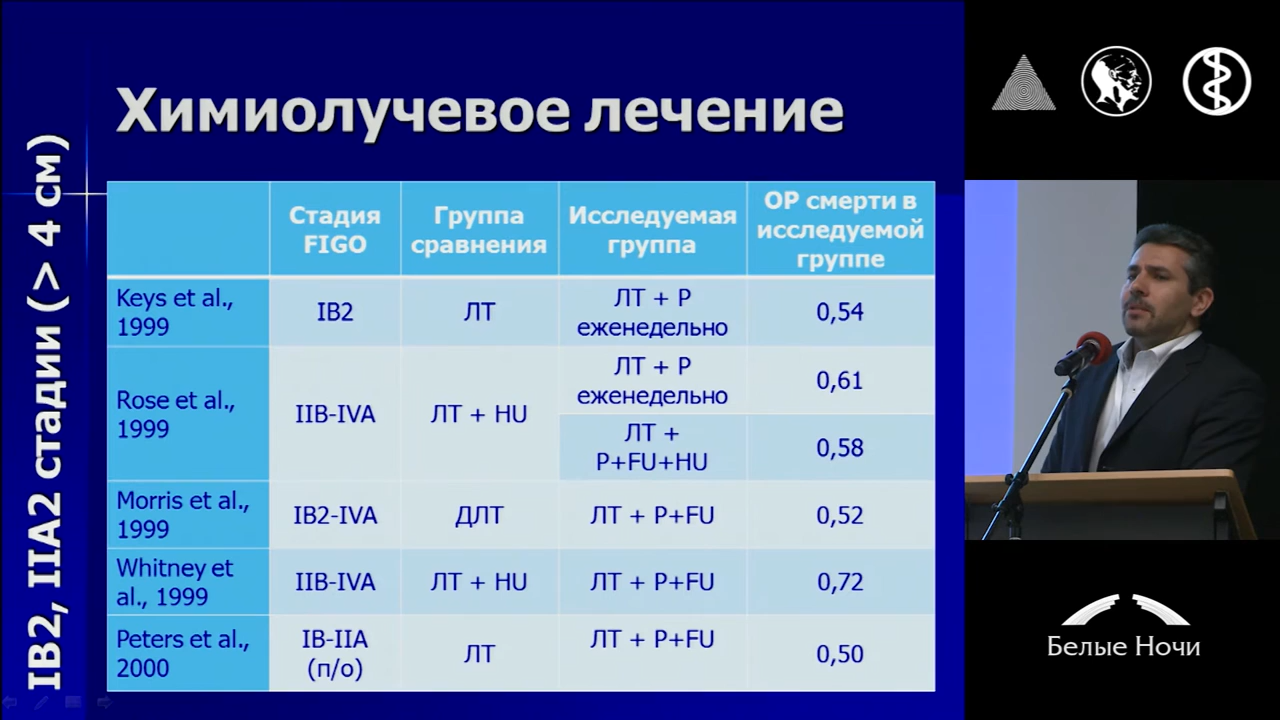 Химиолучевое лечение
IB2, IIA2 стадии (> 4 см)
Стадия
FIGO
Группа
сравнения
Исследуемая
группа
ОР смерти в
исследуемой
группе
Keys et al.,
1999
IB2
ЛТ
ЛТ + P
еженедельно
0,54
Rose et al.,
1999
IIB-IVA
ЛТ + HU
ЛТ + P
еженедельно
0,61
ЛТ +
P+FU+HU
0,58
Morris et al.,
1999
IB2-IVA
ДЛТ
ЛТ + P+FU
0,52
Whitney et
al., 1999
IIB-IVA
ЛТ + HU
ЛТ + P+FU
0,72
Peters et al.,
2000
IB-IIA
(п/о)
ЛТ
ЛТ + P+FU
0,50
Белые Ночи